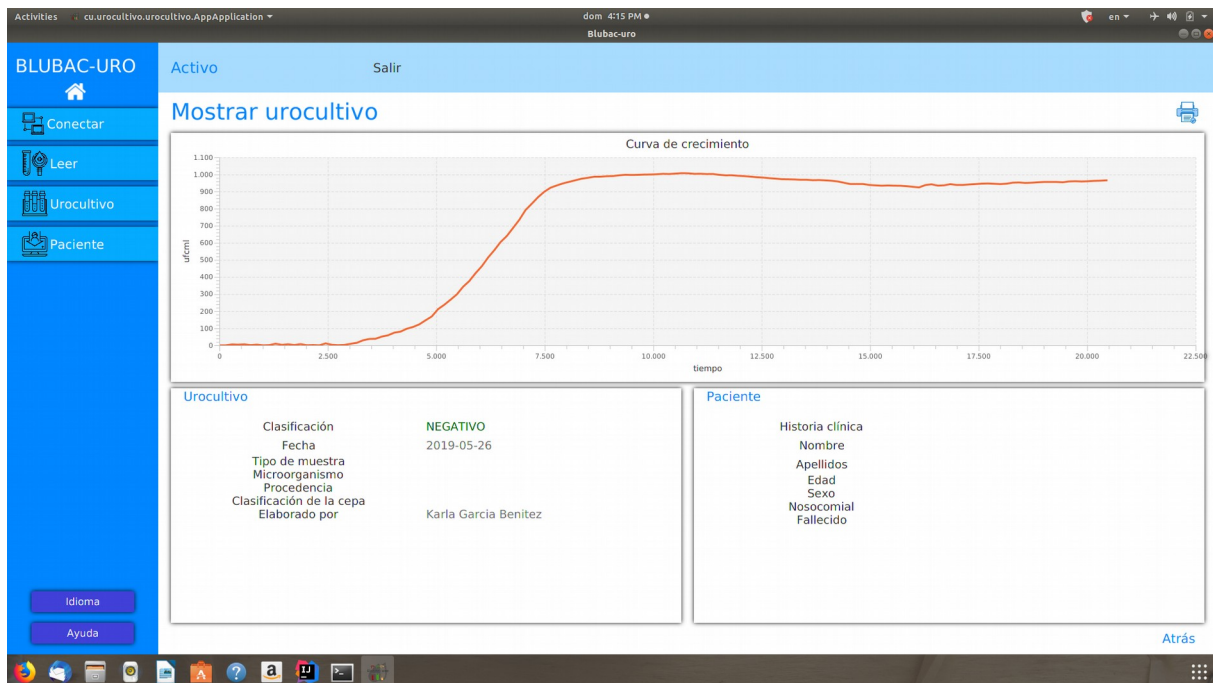 Activities cu.urocultivo.urocultivo.AppApplication dom 4:15 PM en
Blubac-uro
BLUBAC-URO
Activo Salir
Conectar
Leer
Urocultivo
Paciente
Mostrar urocultivo
Curva de crecimiento
1.100
1.000
900
800
700
600
500
400
300
200
100
0
ufcml
0 2.500 5.000 7.500 10.000 12.500 15.000 17.500 20.000 22.500
tiempo
Urocultivo
Clasificación NEGATIVO
Fecha 2019-05-26
Tipo de muestra
Microorganismo
Procedencia
Clasificación de la cepa
Elaborado por Karla Garcia Benitez
Paciente
Historia clínica
Nombre
Apellidos
Edad
Sexo
Nosocomial
Fallecido
Idioma
Ayuda
Atrás